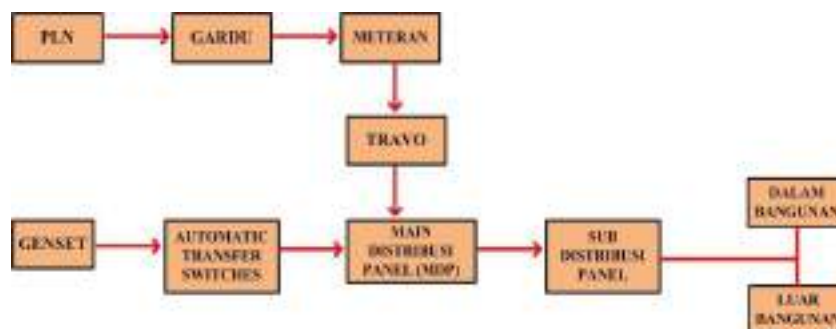 PLN
GARDU
METERAN
TRAVO
GENSET
AUTOMATIC
TRANSFER
SWITCHES
MAIN
DISTRIBUSI
PANEL (MDP)
SUB
DISTRIBUSI
PANEL
DALAM
BANGUNAN
LUAR
BANGUNAN